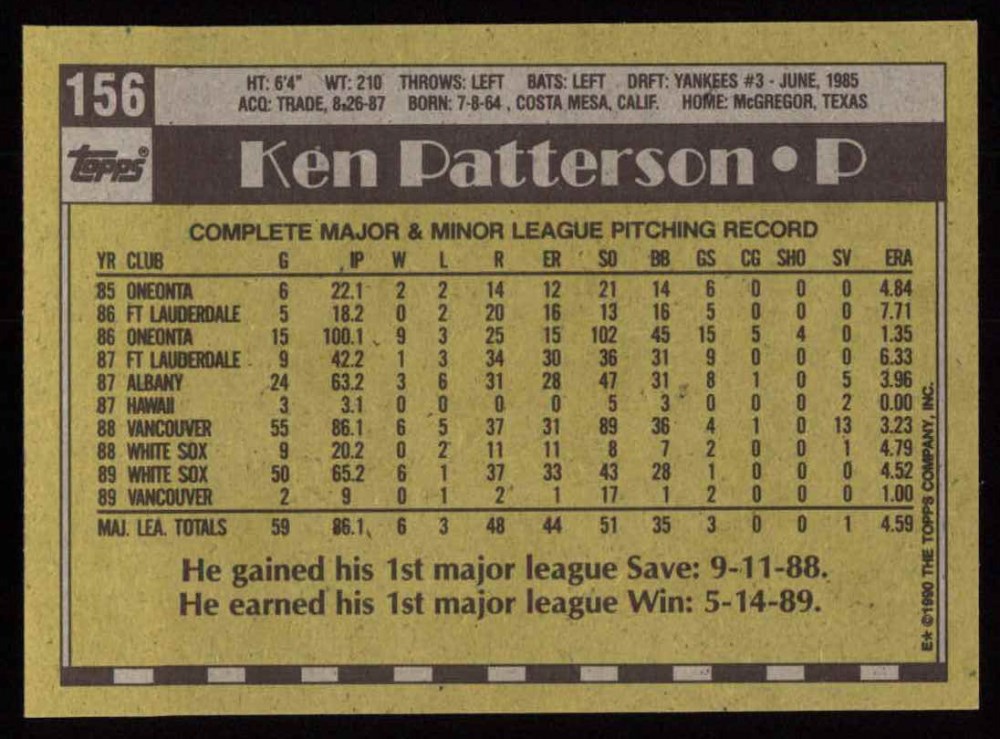 156
HT: 6'4" WT: 210 THROWS: LEFT BATS: LEFT DRFT: YANKEES #3 - JUNE, 1985
ACQ: TRADE, 8-26-87 BORN: 7-8-64, COSTA MESA, CALIF. HOME: McGREGOR, TEXAS
Topps®
Ken Patterson • P
COMPLETE MAJOR & MINOR LEAGUE PITCHING RECORD
YR CLUB G IP W L R ER SO BB GS CG SHO SV ERA
85 ONEONTA 6 22.1 2 2 14 12 21 14 6 0 0 0 4.84
86 FT LAUDERDALE 5 18.2 0 2 20 16 13 16 5 0 0 0 7.71
86 ONEONTA 15 100.1 9 3 25 15 102 45 15 5 4 0 1.35
87 FT LAUDERDALE 9 42.2 1 3 34 30 36 31 9 0 0 0 6.33
87 ALBANY 24 63.2 3 6 31 28 47 31 8 1 0 5 3.96
87 HAWAII 3 3.1 0 0 0 0 5 3 0 0 0 2 0.00
88 VANCOUVER 55 86.1 6 5 37 31 89 36 4 1 0 13 3.23
88 WHITE SOX 9 20.2 0 2 11 11 8 7 2 0 0 1 4.79
89 WHITE SOX 50 65.2 6 1 37 33 43 28 1 0 0 0 4.52
89 VANCOUVER 2 9 0 1 2 1 17 1 2 0 0 0 1.00
MAJ. LEA. TOTALS 59 86.1 6 3 48 44 51 35 3 0 0 1 4.59
He gained his 1st major league Save: 9-11-88.
He earned his 1st major league Win: 5-14-89.
E* ©1990 THE TOPPS COMPANY, INC.